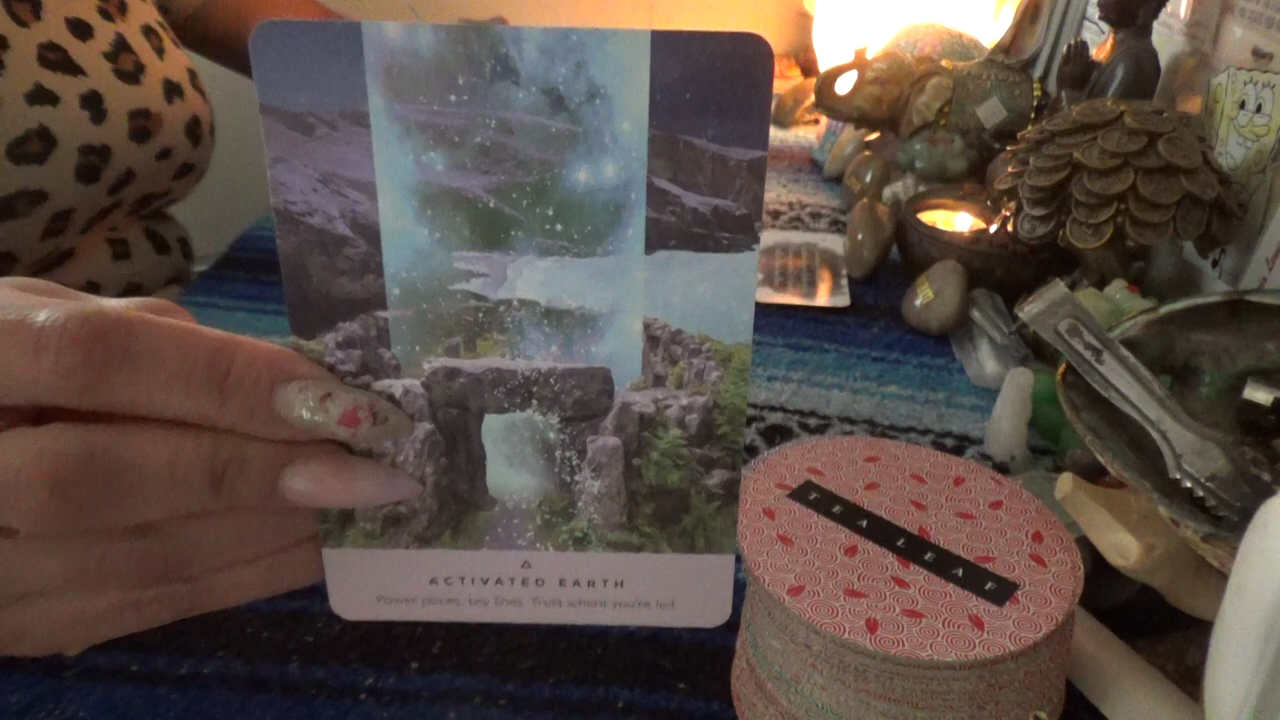 ACTIVATED EARTH
Power places. Ley lines. Trust where you're led.
TEA LEAF